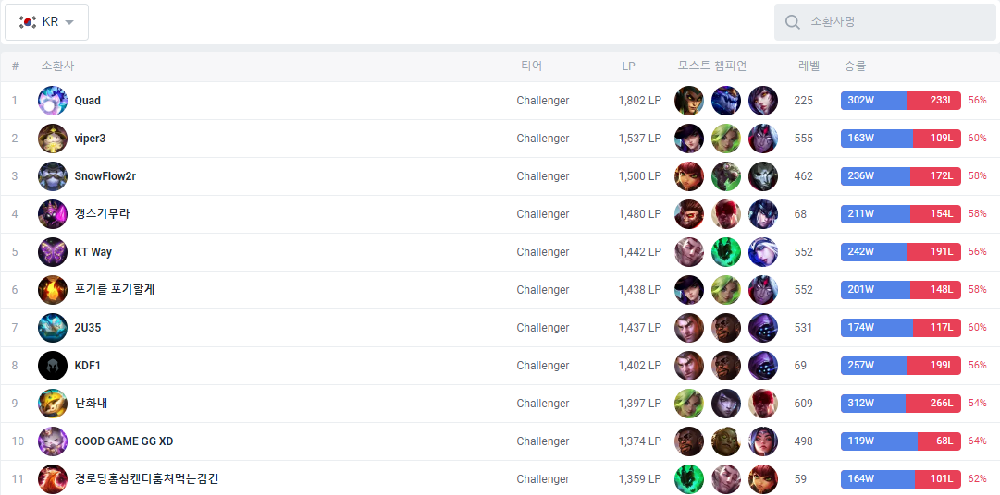 KR
소환사명
# 소환사 티어 LP 모스트 챔피언 레벨 승률
1 Quad Challenger 1,802 LP 225 302W 233L 56%
2 viper3 Challenger 1,537 LP 555 163W 109L 60%
3 SnowFlow2r Challenger 1,500 LP 462 236W 172L 58%
4 갱스기무라 Challenger 1,480 LP 68 211W 154L 58%
5 KT Way Challenger 1,442 LP 552 242W 191L 56%
6 포기를 포기할게 Challenger 1,438 LP 552 201W 148L 58%
7 2U35 Challenger 1,437 LP 531 174W 117L 60%
8 KDF1 Challenger 1,402 LP 69 257W 199L 56%
9 난화내 Challenger 1,397 LP 609 312W 266L 54%
10 GOOD GAME GG XD Challenger 1,374 LP 498 119W 68L 64%
11 경로당홍삼캔디훔쳐먹는김건 Challenger 1,359 LP 59 164W 101L 62%